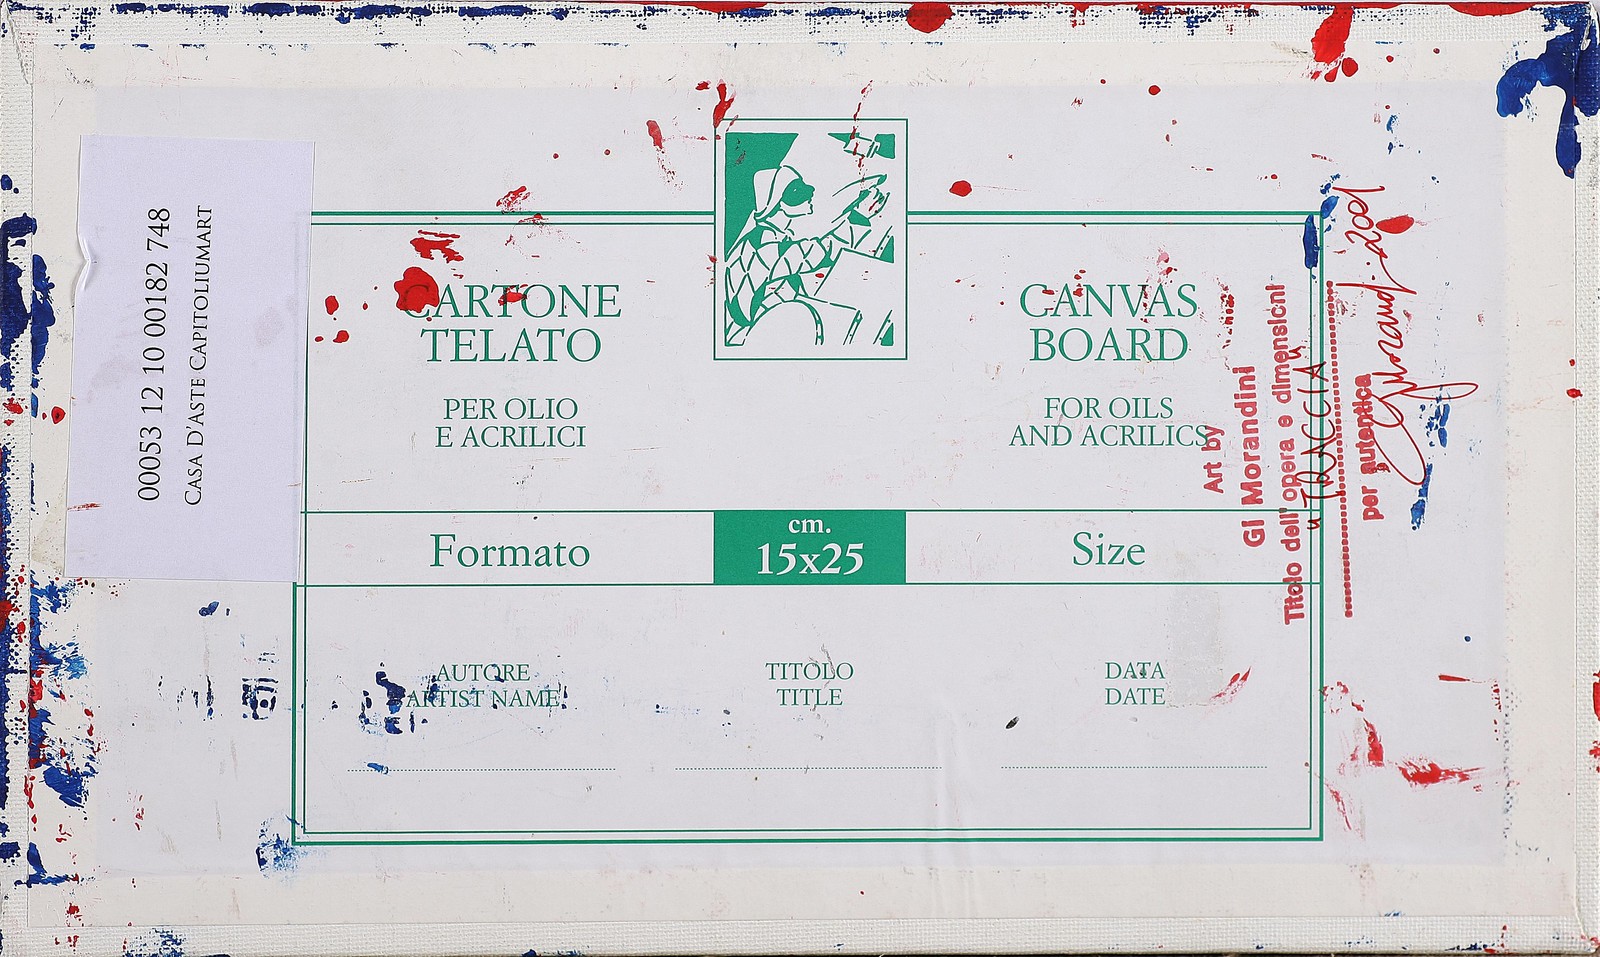 00053 12 10 00182 748
CASA D'ASTE CAPITOLIUMART
CARTONE
TELATO
PER OLIO
E ACRILICI
CANVAS
BOARD
FOR OILS
AND ACRILICS
Formato
cm.
15x25
Size
AUTORE
ARTIST NAME
TITOLO
TITLE
DATA
DATE
Art by
GI Morandini
Titolo dell'opera e dimensioni
"TRACCIA"
per autentica
2001